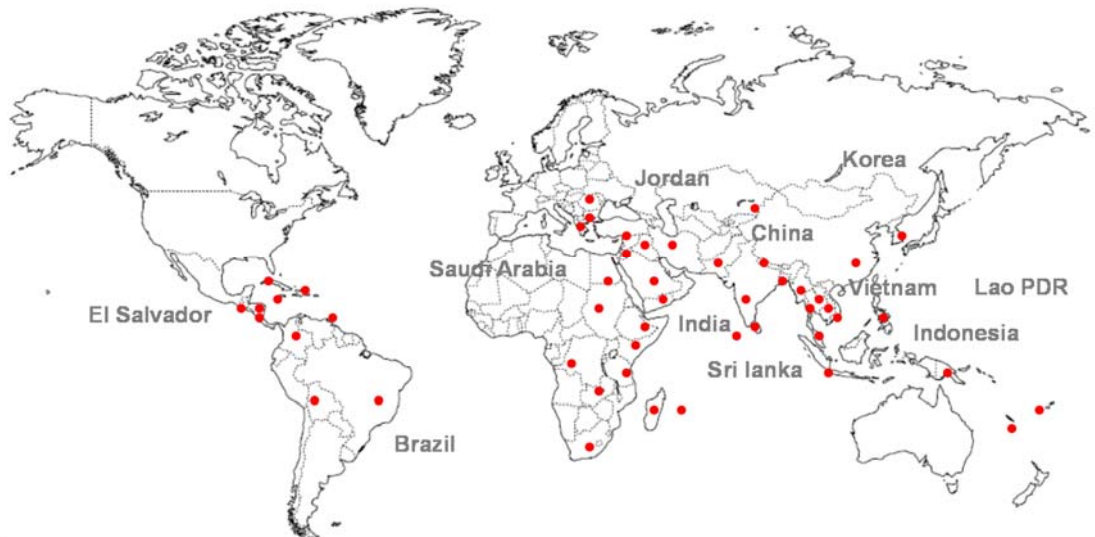 Korea
Jordan
China
Saudi Arabia
Vietnam
Lao PDR
El Salvador
India
Indonesia
Sri lanka
Brazil